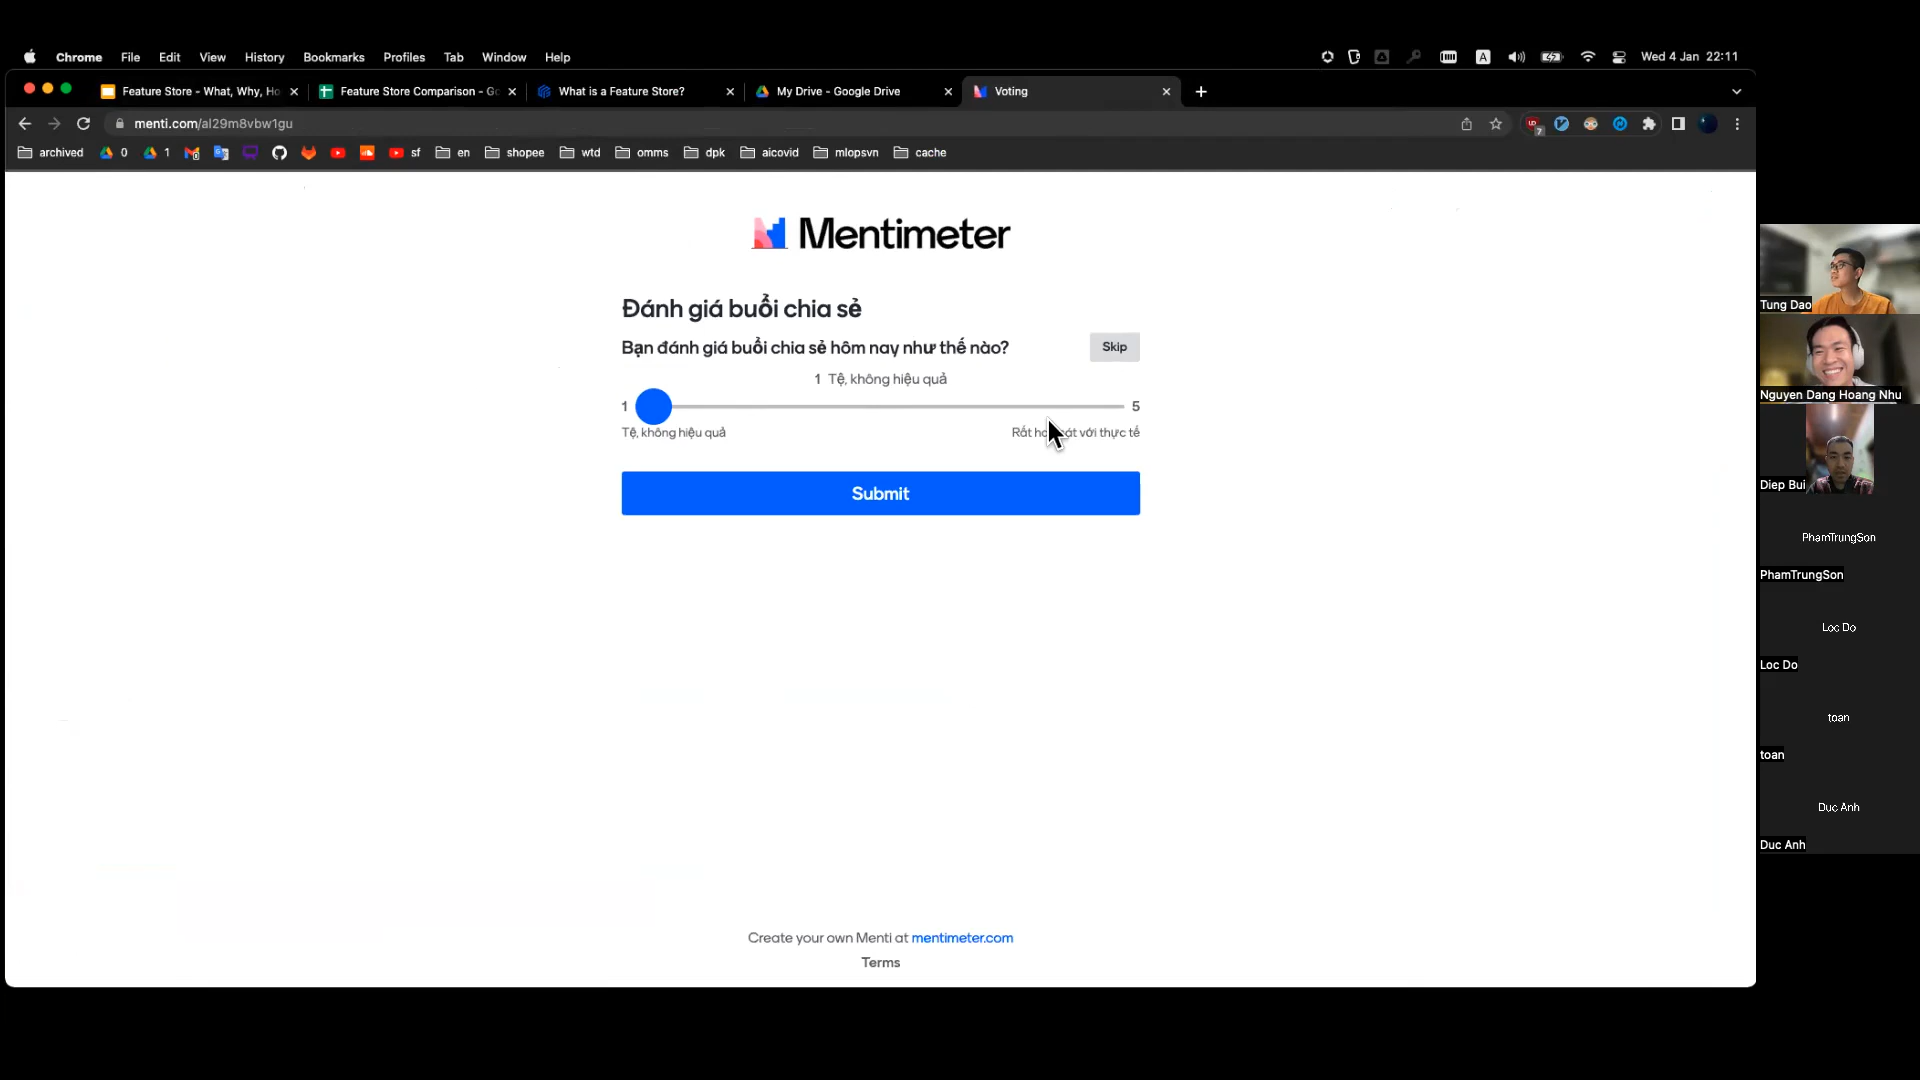 Chrome File Edit View History Bookmarks Profiles Tab Window Help
A Wed 4 Jan 22:11
Feature Store - What, Why, Ho
Feature Store Comparison - Go
What is a Feature Store?
My Drive - Google Drive
Voting
menti.com/al29m8vbw1gu
7
archived 0 1 sf en shopee wtd omms dpk aicovid mlopsvn cache
Mentimeter
Đánh giá buổi chia sẻ
Bạn đánh giá buổi chia sẻ hôm nay như thế nào?
Skip
1 Tệ, không hiệu quả
1
5
Tệ, không hiệu quả
Rất át với thực tế
Submit
Create your own Menti at mentimeter.com
Terms
Tung Dao
Nguyen Dang Hoang Nhu
Diep Bui
PhamTrungSon
PhamTrungSon
Loc Do
Loc Do
toan
toan
Duc Anh
Duc Anh